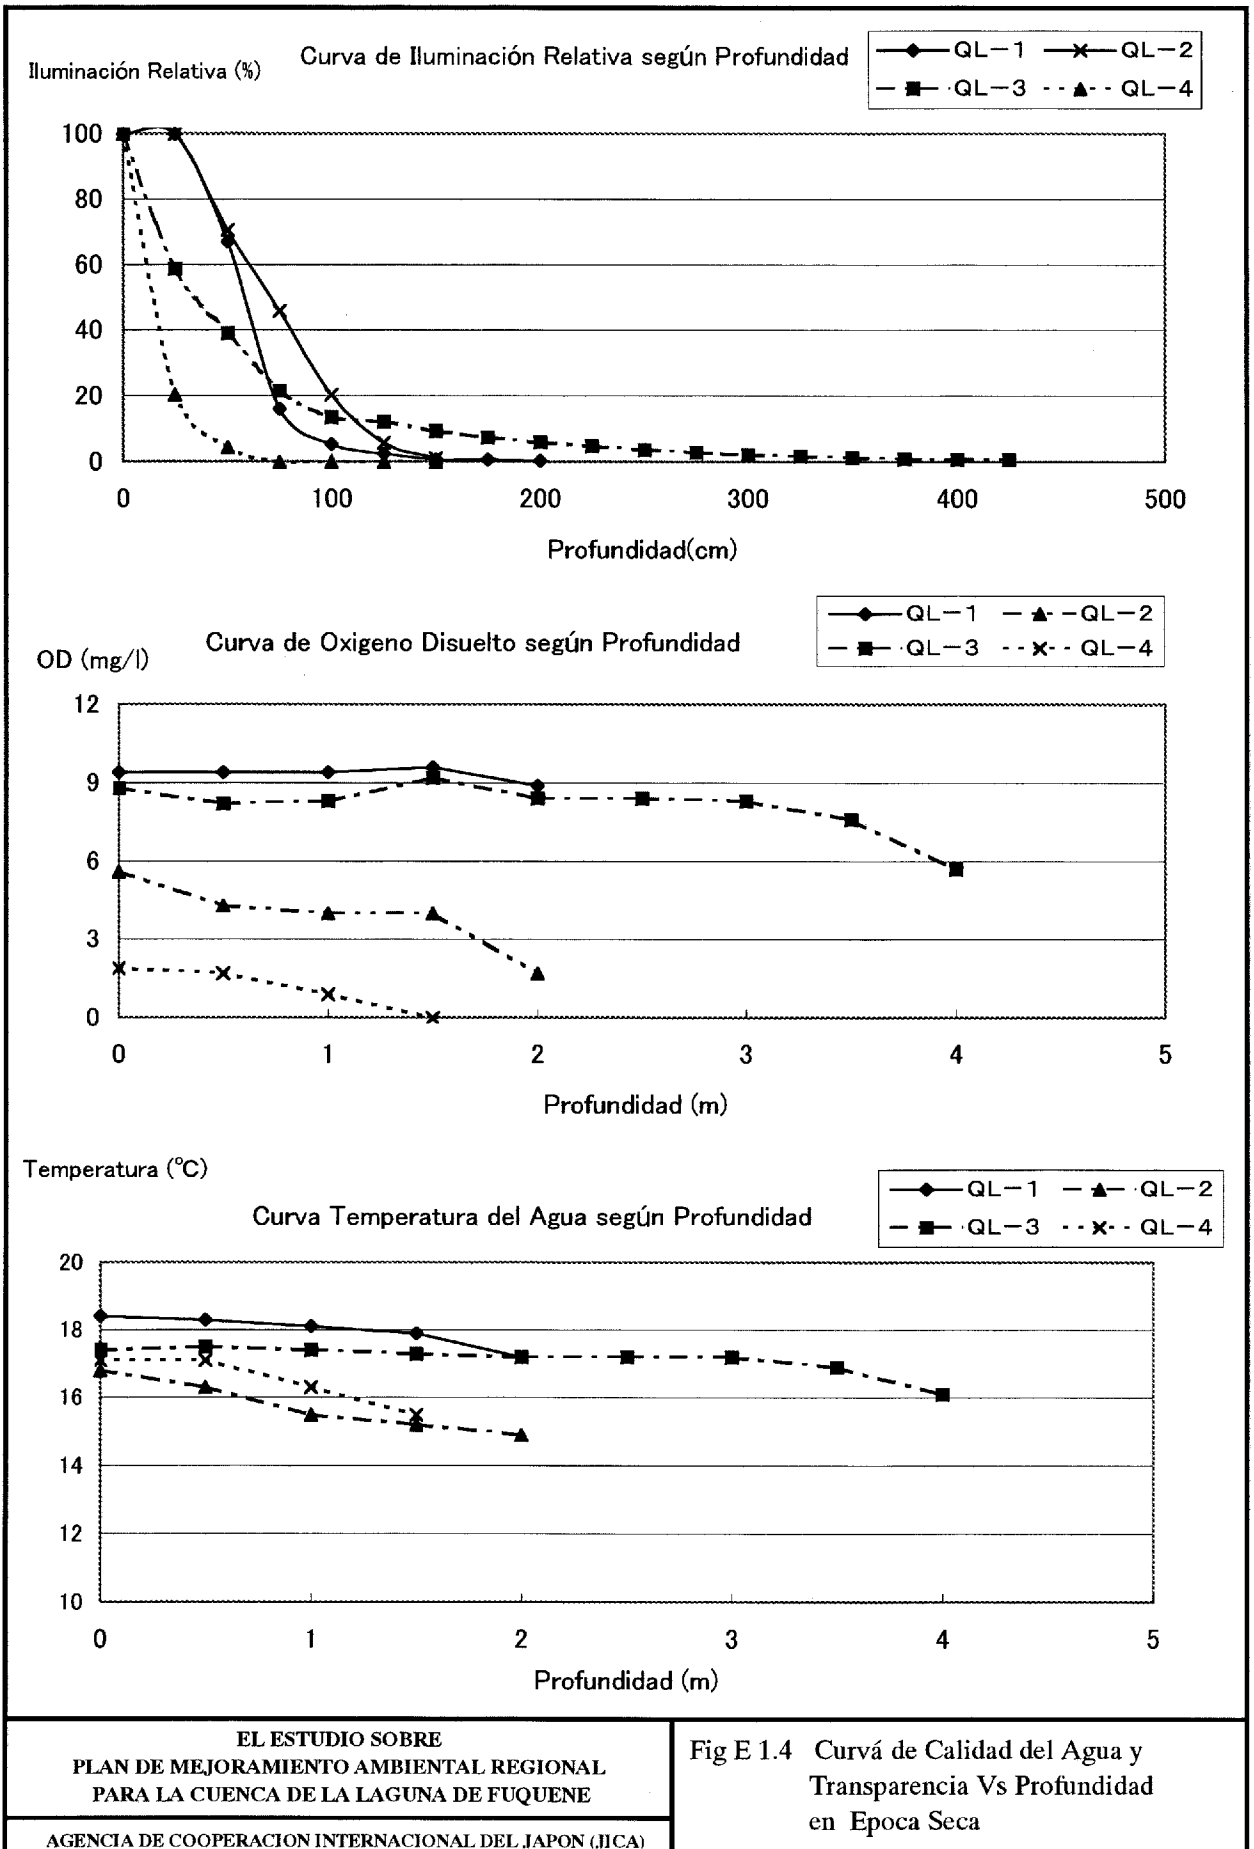 Curva de Iluminación Relativa según Profundidad
Iluminación Relativa (%)
QL－1 QL－2
QL－3 QL－4
100
80
60
40
20
0
0 100 200 300 400 500
Profundidad(cm)
Curva de Oxigeno Disuelto según Profundidad
OD (mg/l)
QL－1 QL－2
QL－3 QL－4
12
9
6
3
0
0 1 2 3 4 5
Profundidad (m)
Temperatura (℃)
Curva Temperatura del Agua según Profundidad
QL－1 QL－2
QL－3 QL－4
20
18
16
14
12
10
0 1 2 3 4 5
Profundidad (m)
EL ESTUDIO SOBRE
PLAN DE MEJORAMIENTO AMBIENTAL REGIONAL
PARA LA CUENCA DE LA LAGUNA DE FUQUENE
AGENCIA DE COOPERACION INTERNACIONAL DEL JAPON (JICA)
Fig E 1.4 Curvá de Calidad del Agua y
Transparencia Vs Profundidad
en Epoca Seca